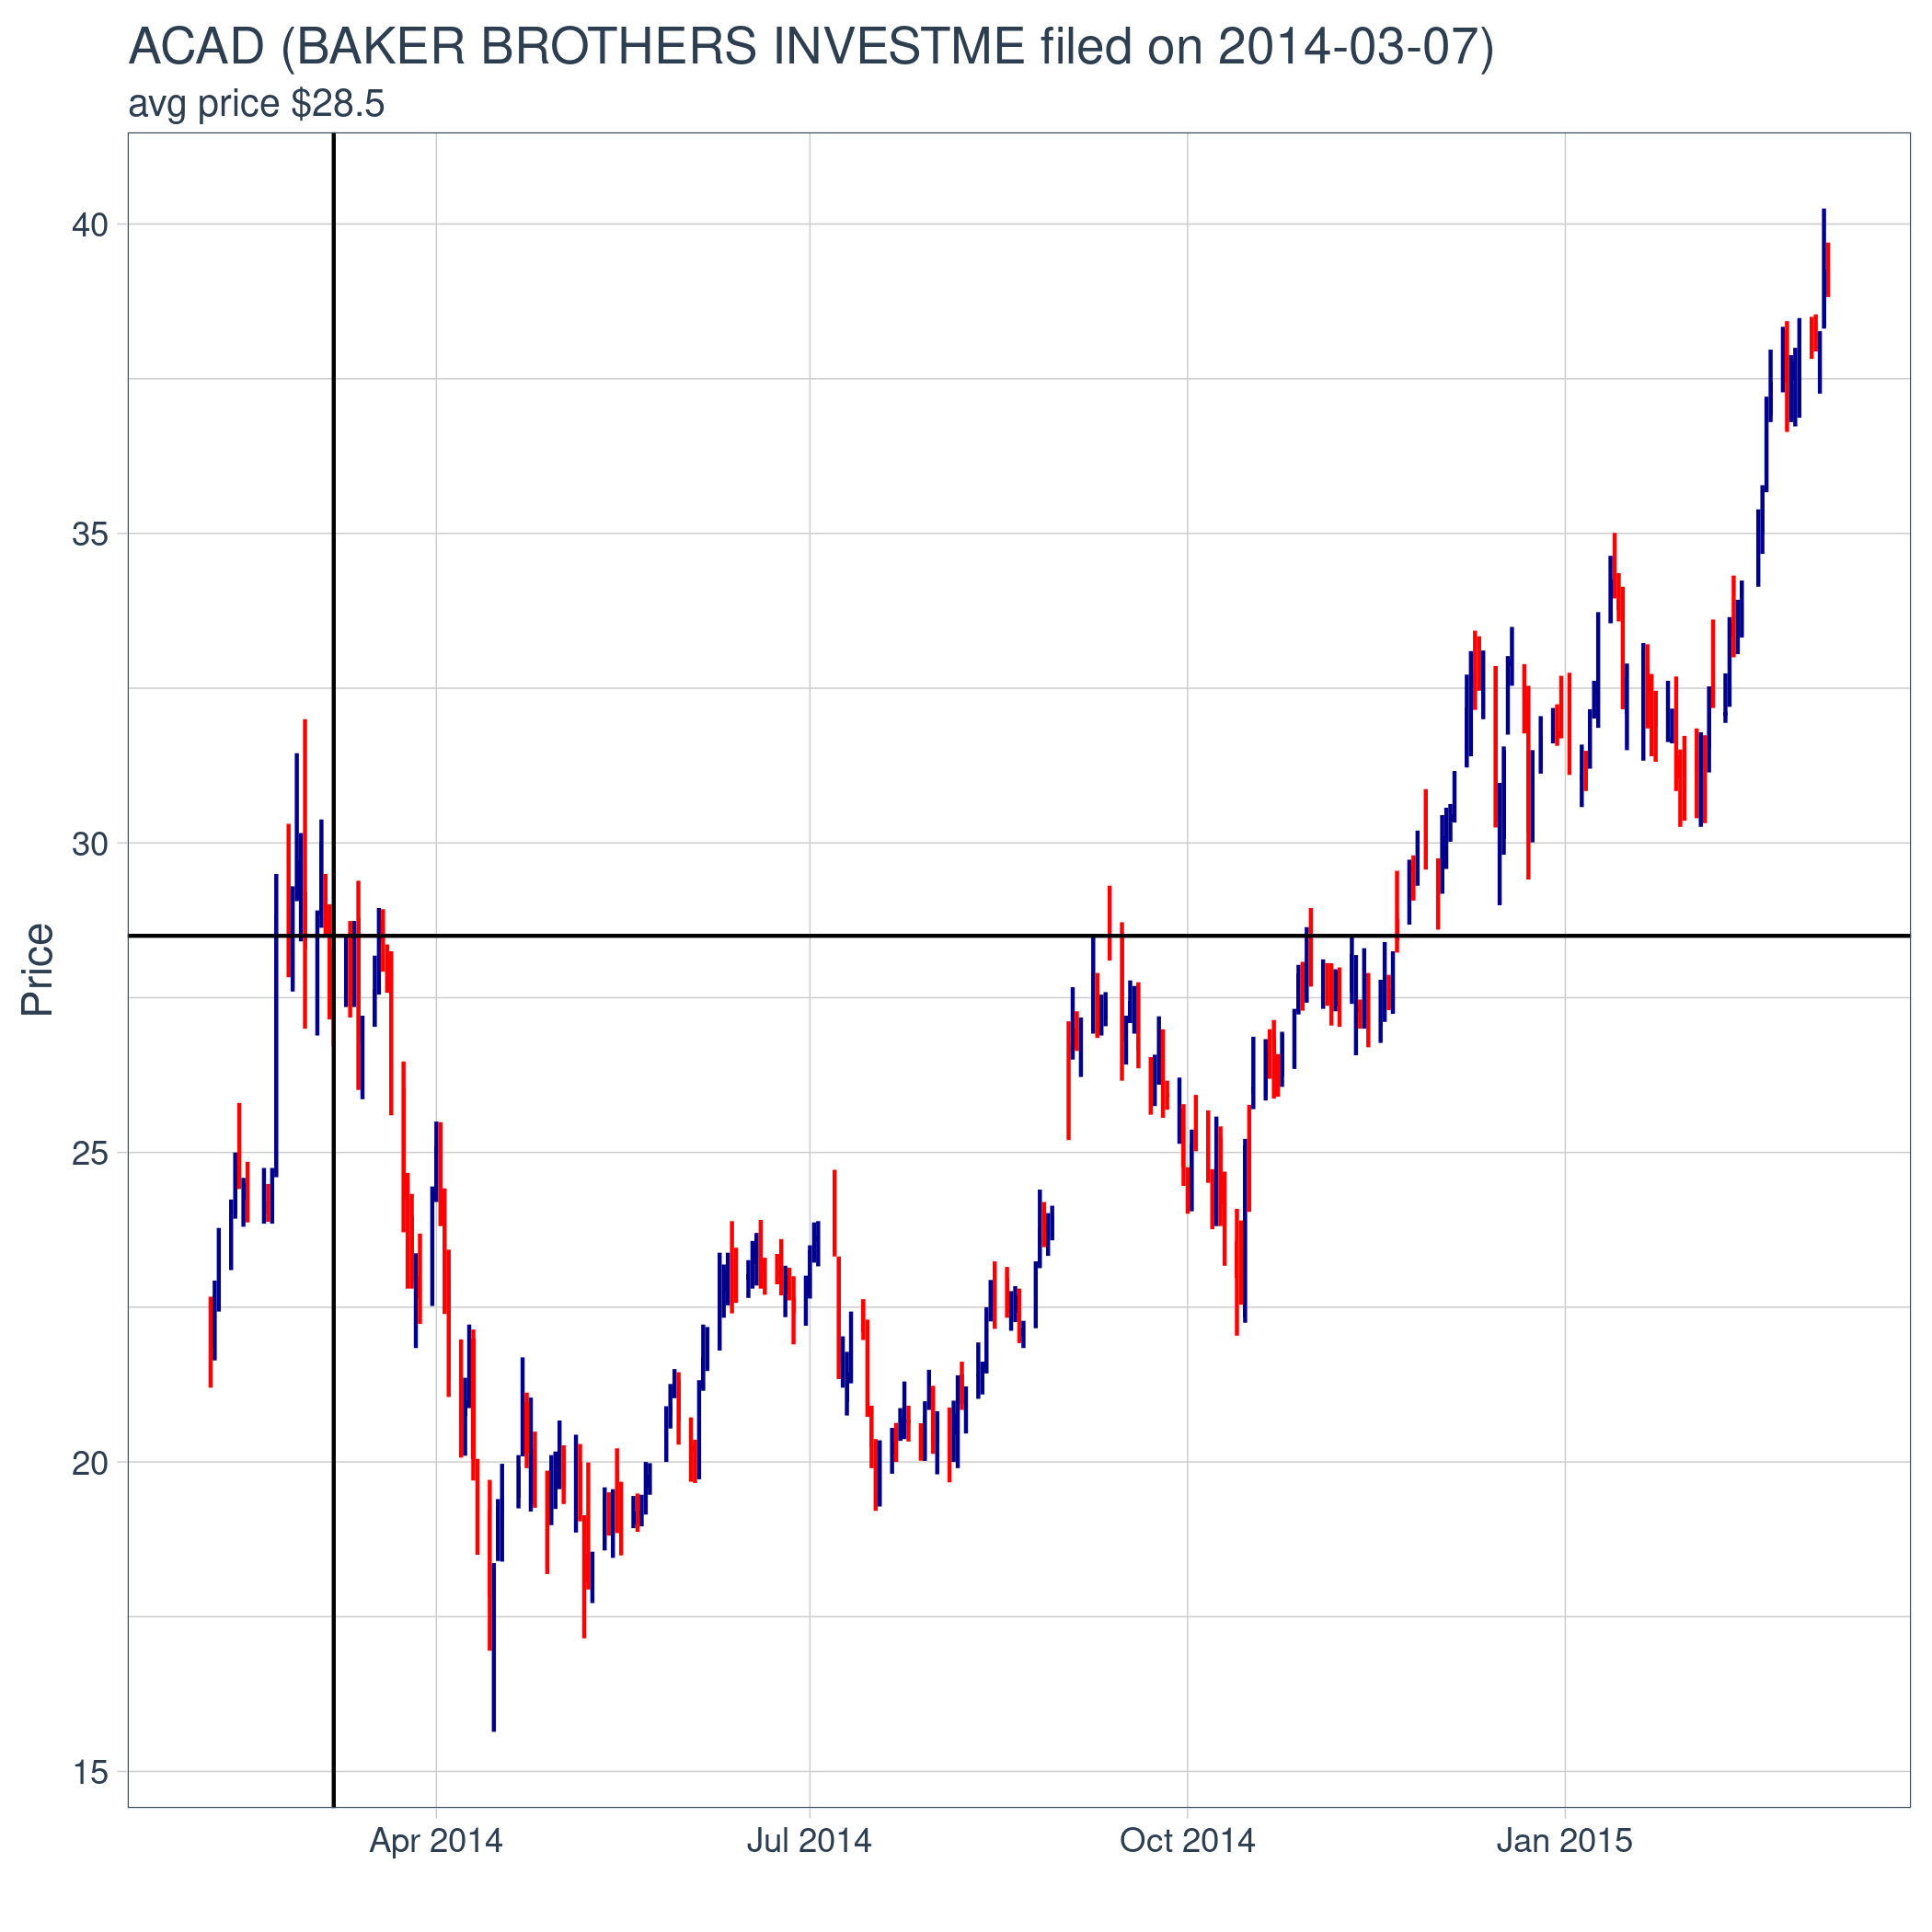 ACAD (BAKER BROTHERS INVESTME filed on 2014-03-07)
avg price $28.5
40
35
30
25
20
15
Price
Apr 2014
Jul 2014
Oct 2014
Jan 2015